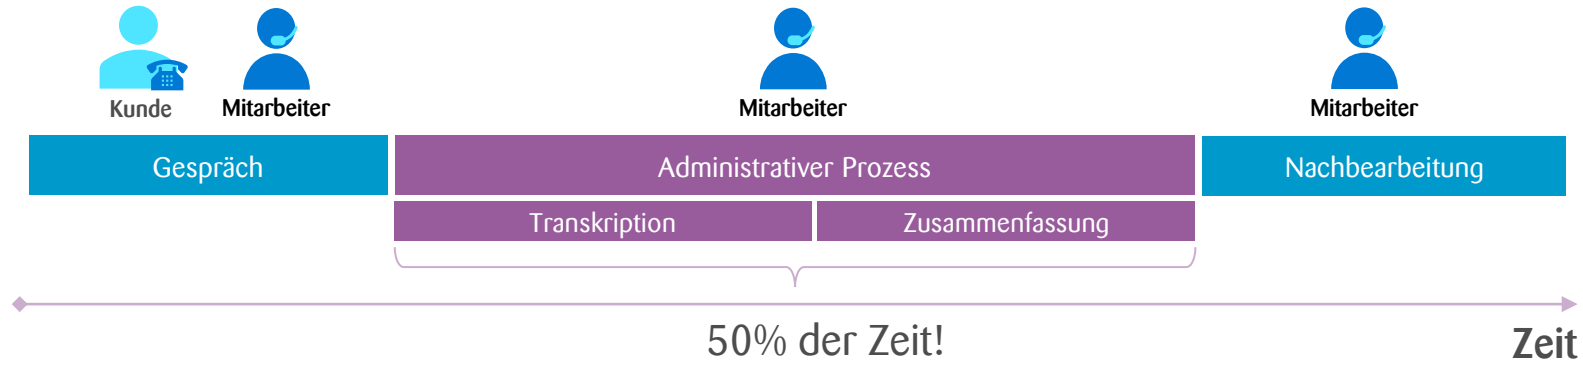 Kunde
Mitarbeiter
Mitarbeiter
Mitarbeiter
Gespräch
Administrativer Prozess
Nachbearbeitung
Transkription
Zusammenfassung
50% der Zeit!
Zeit